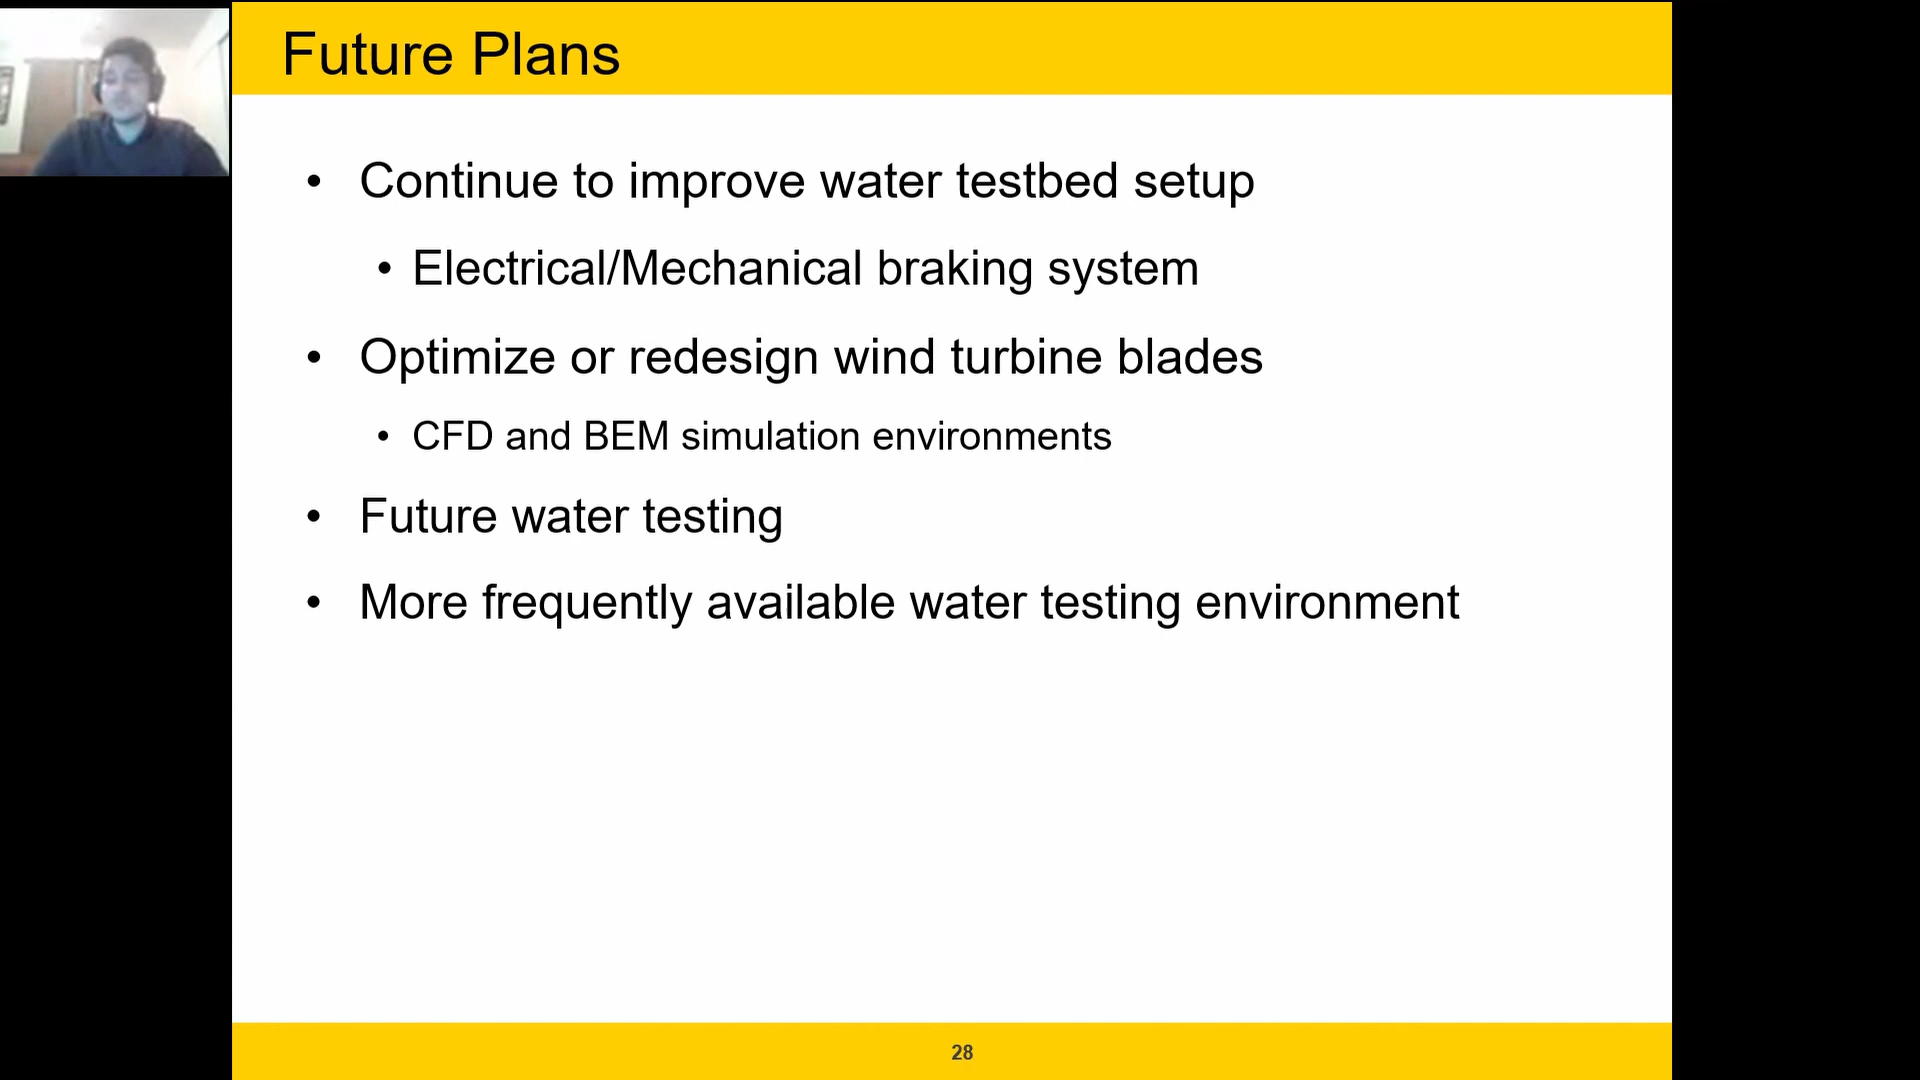 Future Plans
• Continue to improve water testbed setup
• Electrical/Mechanical braking system
• Optimize or redesign wind turbine blades
• CFD and BEM simulation environments
• Future water testing
• More frequently available water testing environment
28